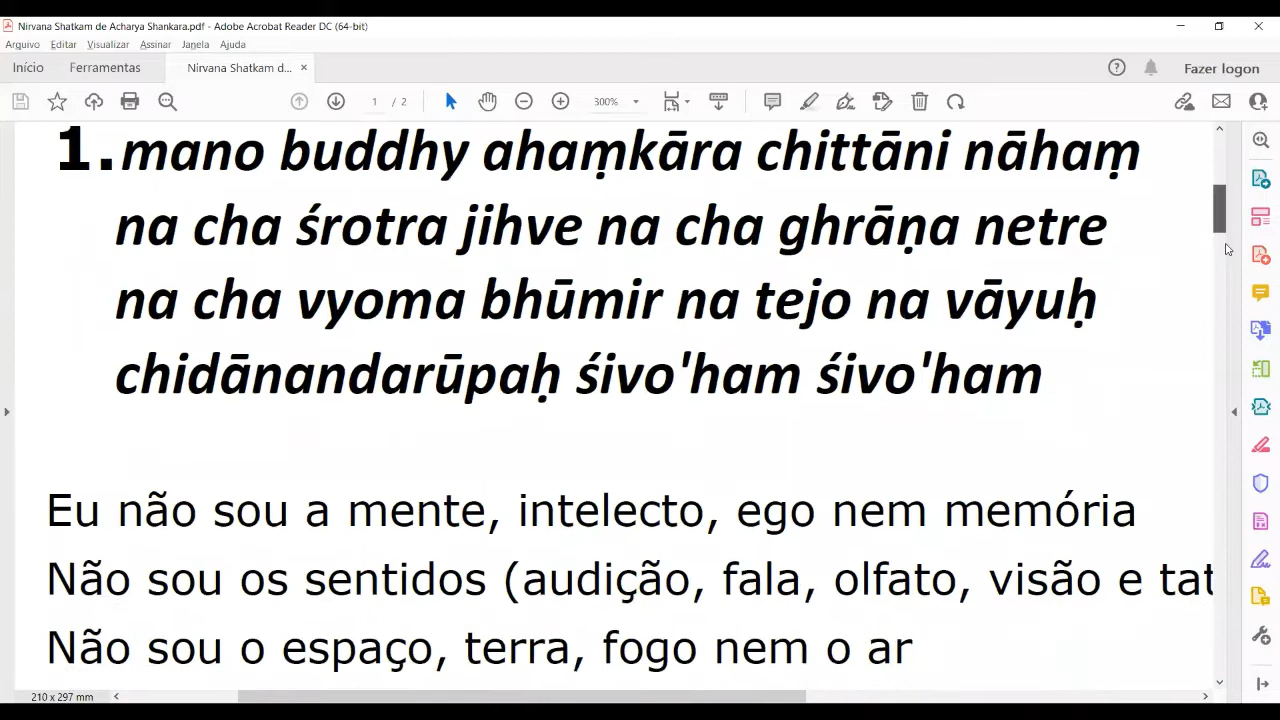 Nirvana Shatkam de Acharya Shankara.pdf - Adobe Acrobat Reader DC (64-bit)
Arquivo Editar Visualizar Assinar Janela Ajuda
Início Ferramentas Nirvana Shatkam d... Fazer logon
1 / 2 300%
1. mano buddhy ahaṃkāra chittāni nāhaṃ
na cha śrotra jihve na cha ghrāṇa netre
na cha vyoma bhūmir na tejo na vāyuḥ
chidānandarūpaḥ śivo'ham śivo'ham
Eu não sou a mente, intelecto, ego nem memória
Não sou os sentidos (audição, fala, olfato, visão e tat
Não sou o espaço, terra, fogo nem o ar
210 x 297 mm